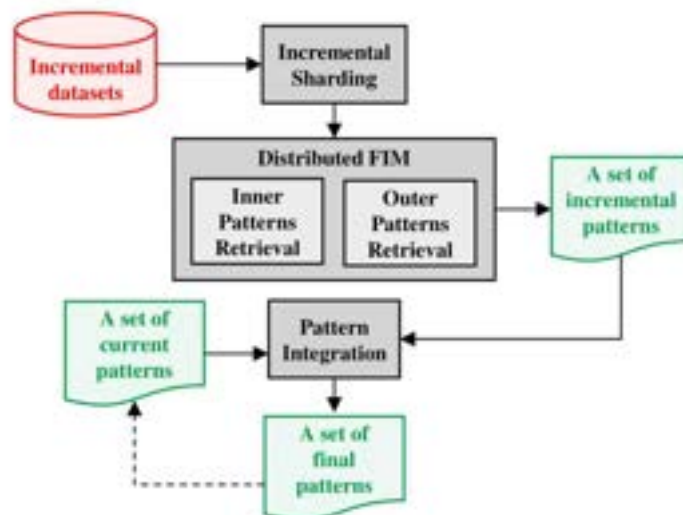 Incremental
datasets
Incremental
Sharding
Distributed FIM
Inner
Patterns
Retrieval
Outer
Patterns
Retrieval
A set of
incremental
patterns
A set of
current
patterns
Pattern
Integration
A set of
final
patterns